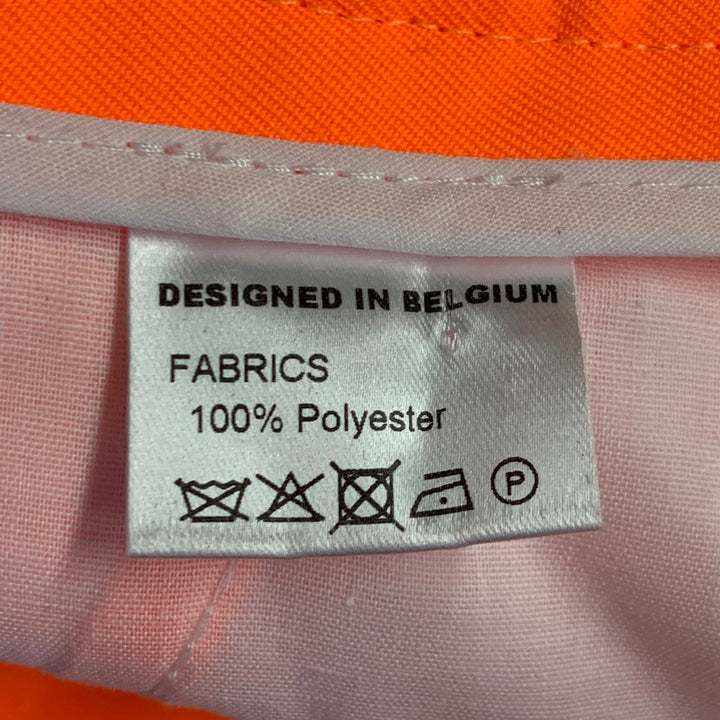 DESIGNED IN BELGIUM
FABRICS
100% Polyester
P